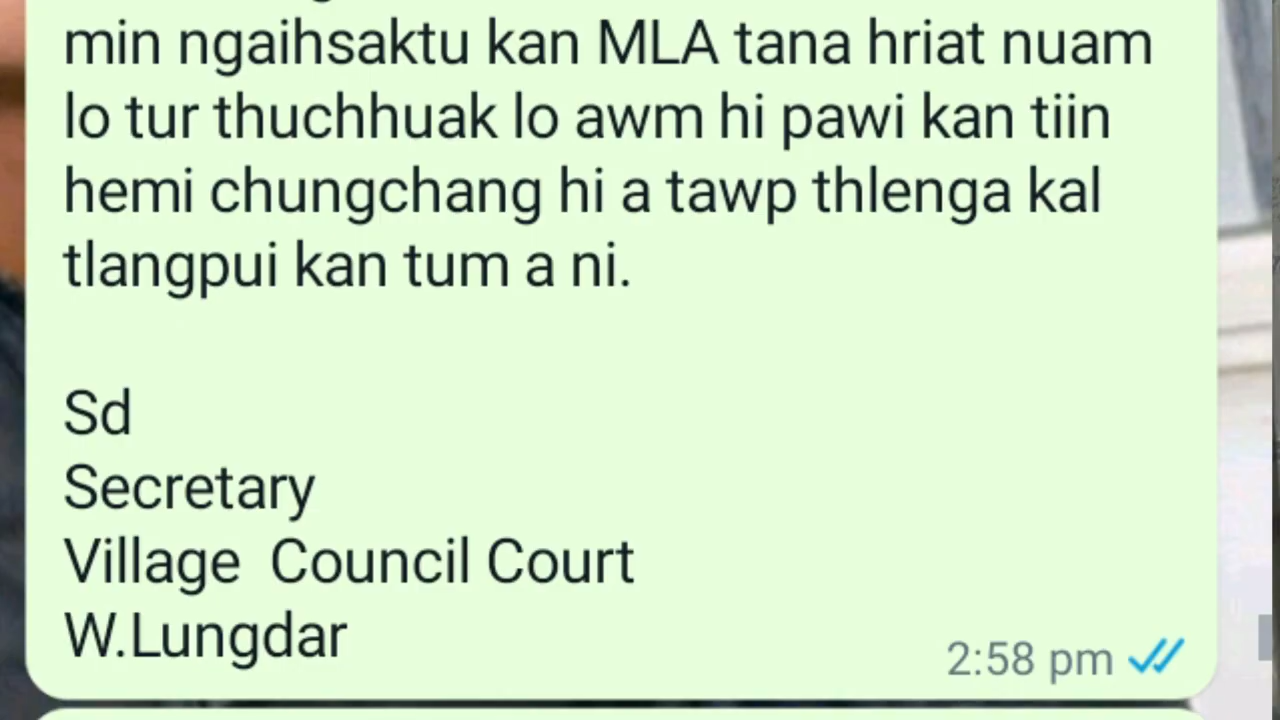 min ngaihsaktu kan MLA tana hriat nuam
lo tur thuchhuak lo awm hi pawi kan tiin
hemi chungchang hi a tawp thlenga kal
tlangpui kan tum a ni.
Sd
Secretary
Village  Council Court
W.Lungdar
2:58 pm